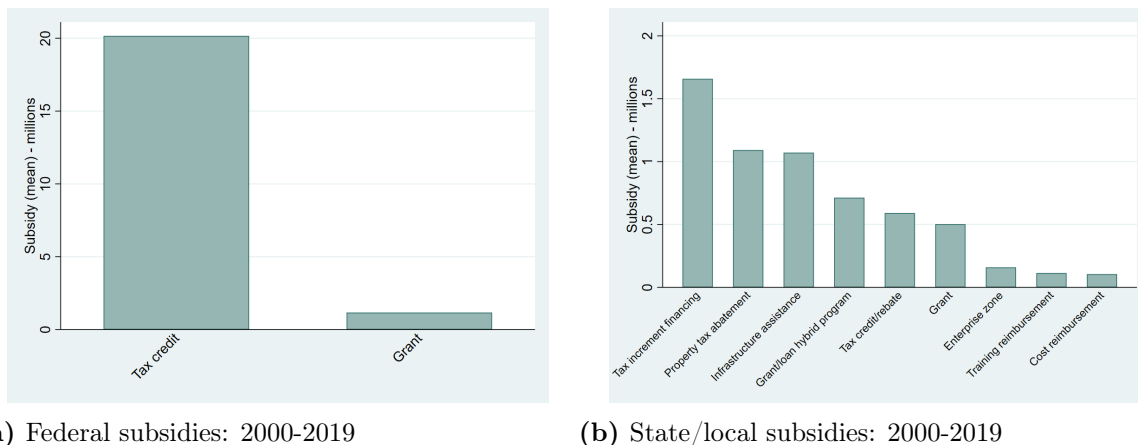 Subsidy (mean) - millions
20
15
10
5
0
Tax credit
Grant
Subsidy (mean) - millions
2
1.5
1
0.5
0
Tax increment financing
Property tax abatement
Infrastructure assistance
Grant/loan hybrid program
Tax credit/rebate
Grant
Enterprise zone
Training reimbursement
Cost reimbursement
) Federal subsidies: 2000-2019
(b) State/local subsidies: 2000-2019